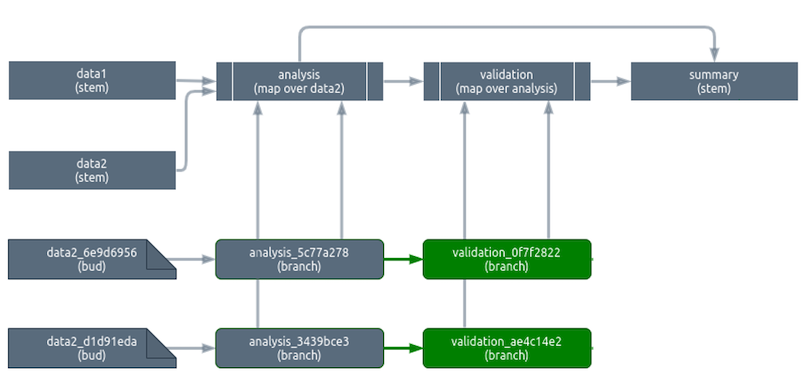 data1
(stem)
analysis
(map over data2)
validation
(map over analysis)
summary
(stem)
data2
(stem)
data2_6e9d6956
(bud)
analysis_5c77a278
(branch)
validation_0f7f2822
(branch)
data2_d1d91eda
(bud)
analysis_3439bce3
(branch)
validation_ae4c14e2
(branch)